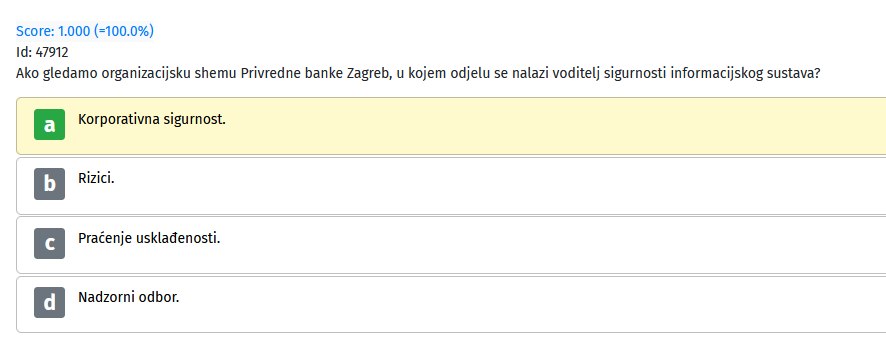 Score: 1.000 (=100.0%)
Id: 47912
Ako gledamo organizacijsku shemu Privredne banke Zagreb, u kojem odjelu se nalazi voditelj sigurnosti informacijskog sustava?
a Korporativna sigurnost.
b Rizici.
c Praćenje usklađenosti.
d Nadzorni odbor.